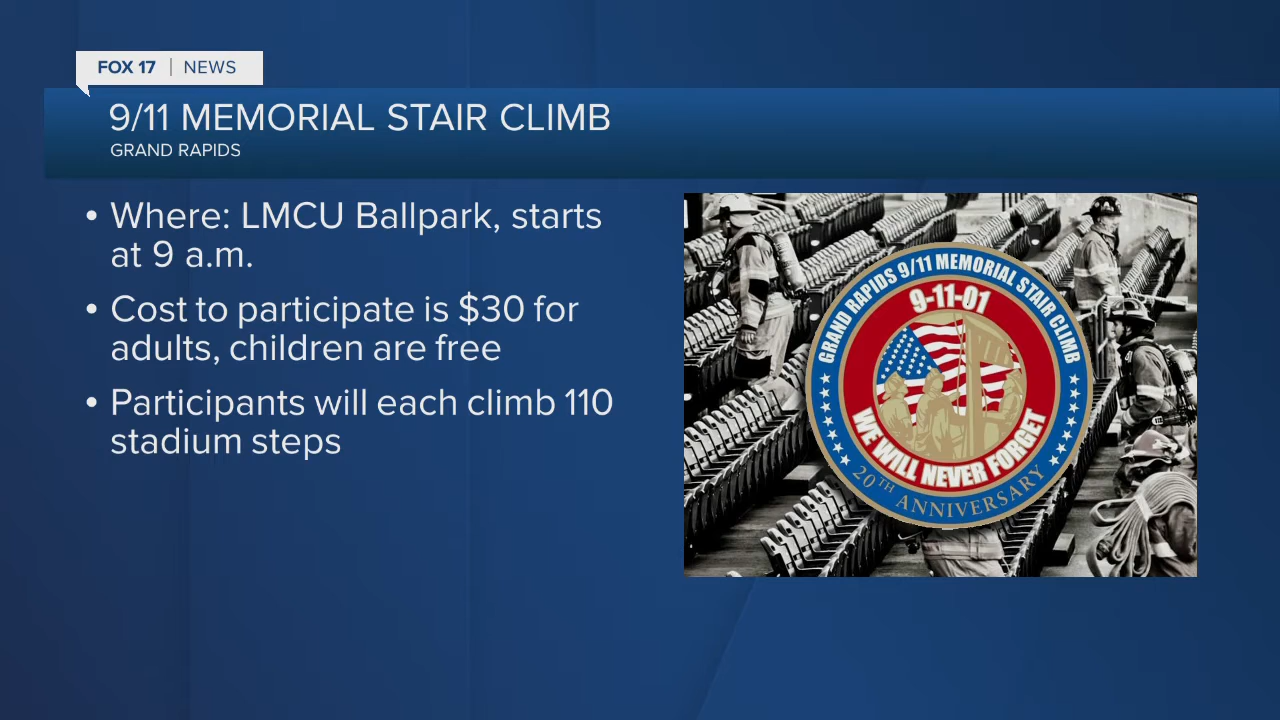 FOX 17 | NEWS
9/11 MEMORIAL STAIR CLIMB
GRAND RAPIDS
• Where: LMCU Ballpark, starts
at 9 a.m.
• Cost to participate is $30 for
adults, children are free
• Participants will each climb 110
stadium steps
GRAND RAPIDS 9/11 MEMORIAL STAIR CLIMB
9-11-01
WE WILL NEVER FORGET
20TH ANNIVERSARY